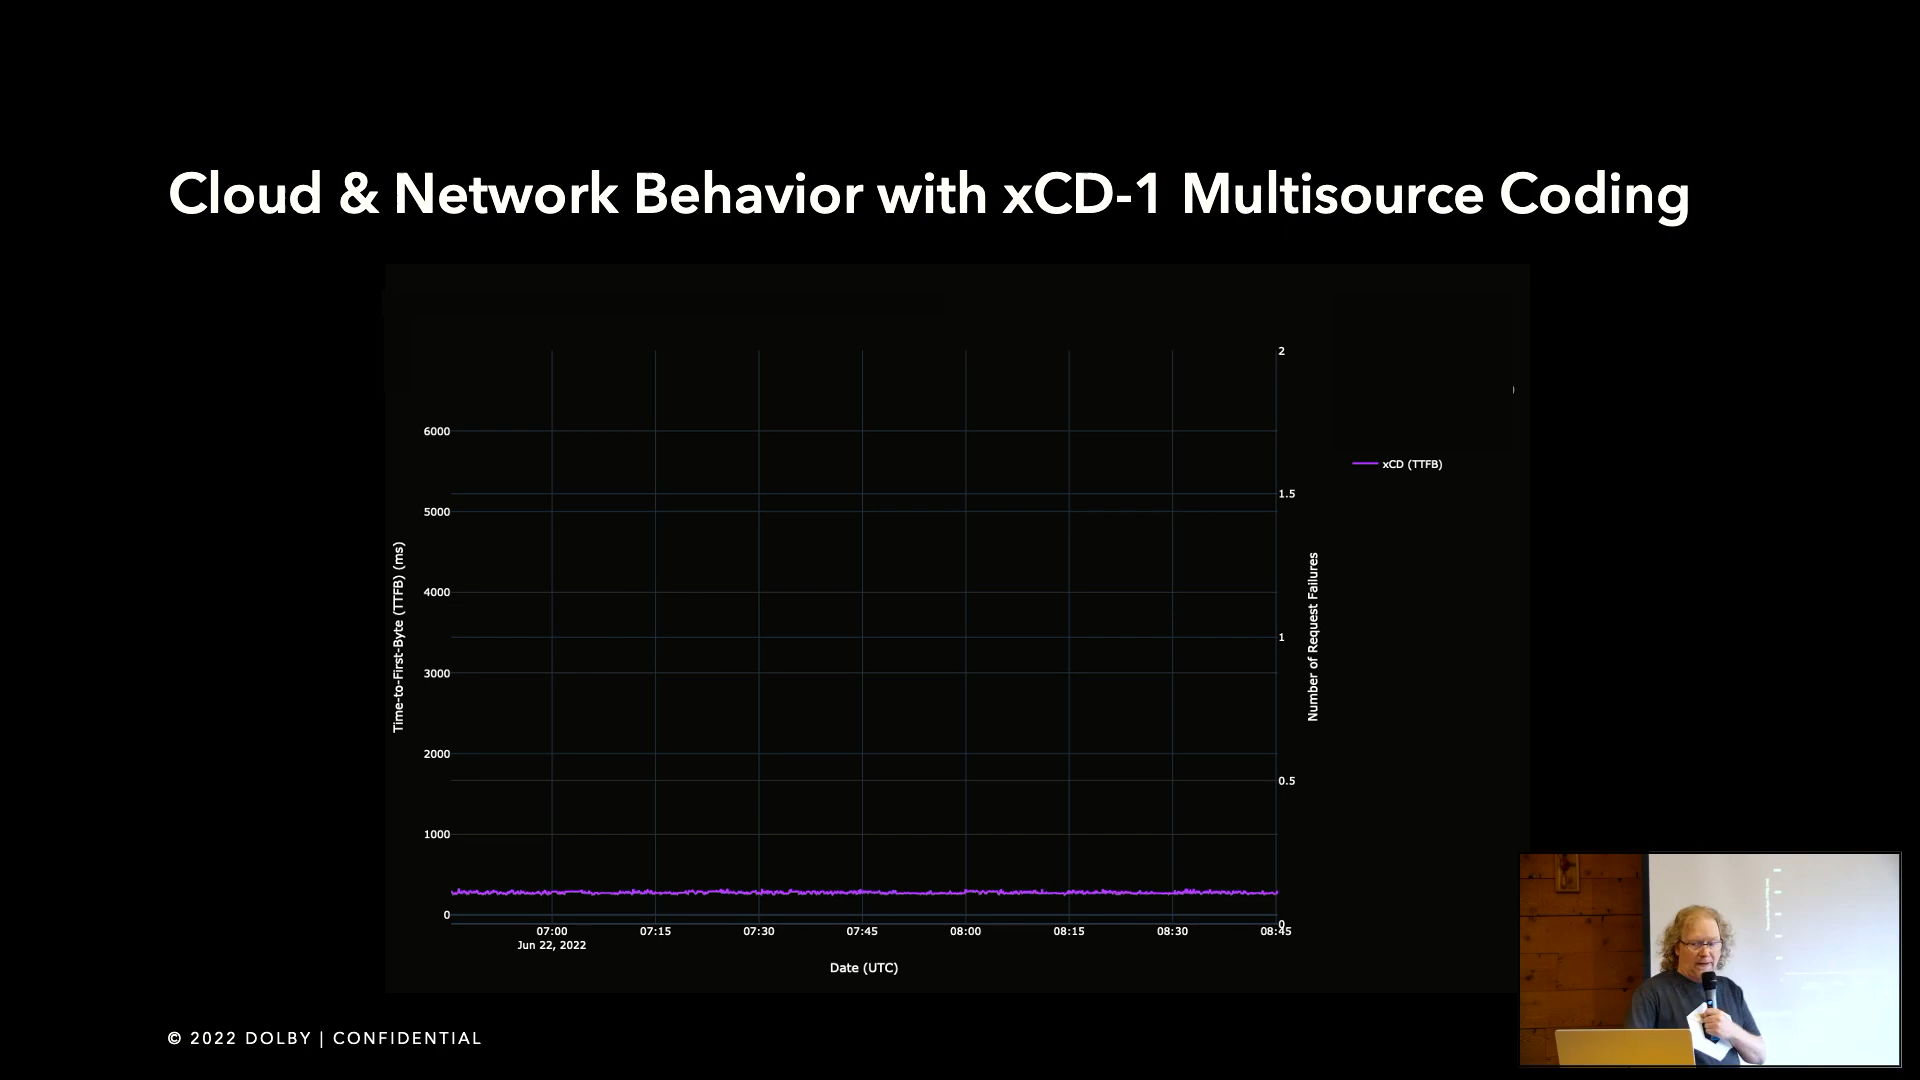 Cloud & Network Behavior with xCD-1 Multisource Coding
2
6000
xCD (TTFB)
1.5
5000
Time-to-First-Byte (TTFB) (ms)
Number of Request Failures
4000
1
3000
2000
0.5
1000
0
0
07:00
07:15
07:30
07:45
08:00
08:15
08:30
08:45
Jun 22, 2022
Date (UTC)
© 2022 DOLBY | CONFIDENTIAL